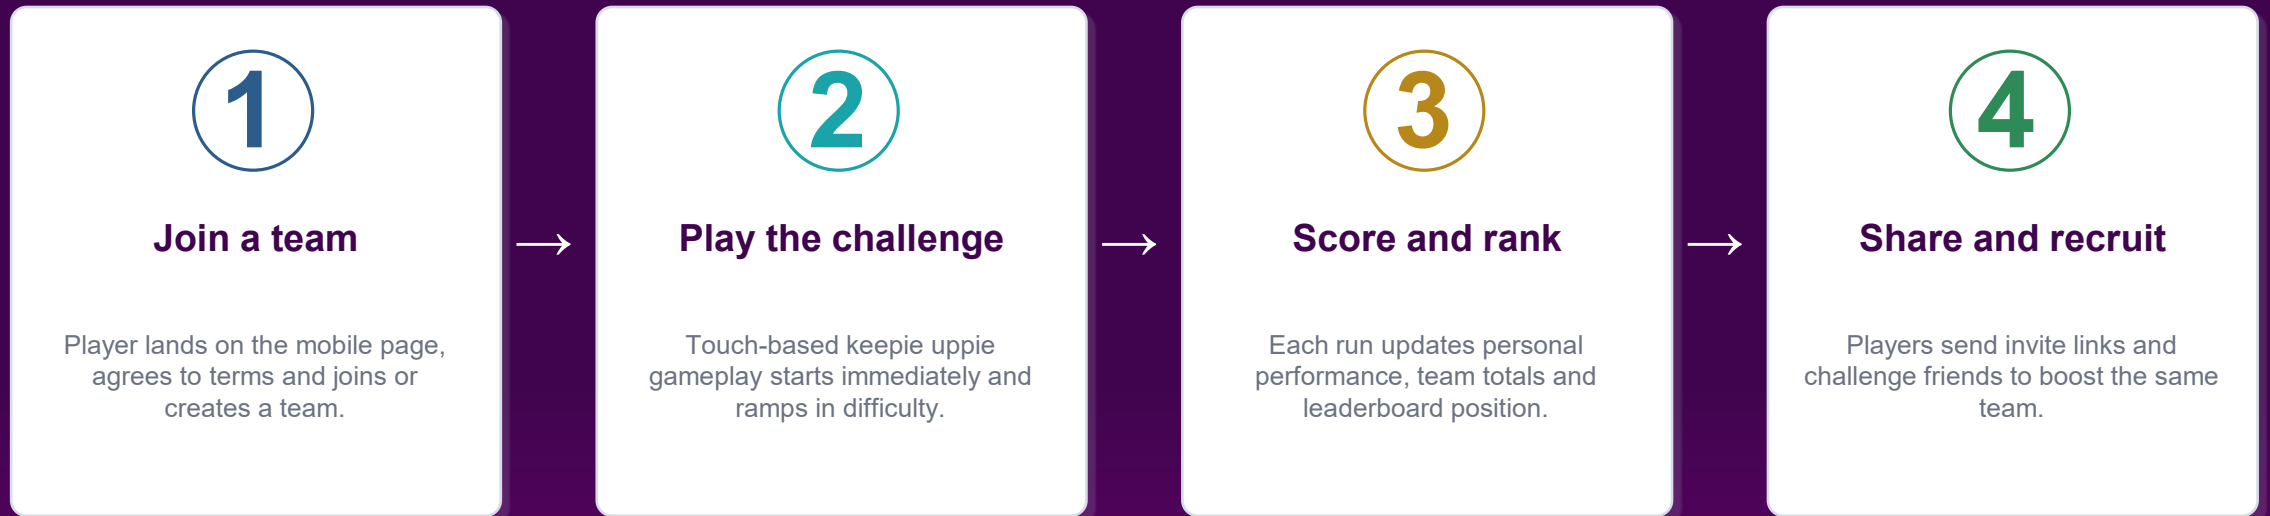 1
Join a team
Player lands on the mobile page,
agrees to terms and joins or
creates a team.
→
2
Play the challenge
Touch-based keepie uppie
gameplay starts immediately and
ramps in difficulty.
→
3
Score and rank
Each run updates personal
performance, team totals and
leaderboard position.
→
4
Share and recruit
Players send invite links and
challenge friends to boost the same
team.